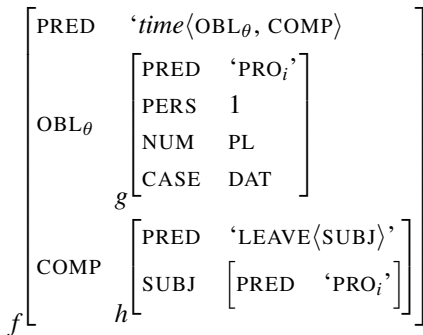 PRED ‘time⟨OBLθ, COMP⟩
PRED ‘PROi’
PERS 1
OBLθ
NUM PL
CASE DAT
g
PRED ‘LEAVE⟨SUBJ⟩’
COMP
SUBJ [PRED ‘PROi’]
h
f